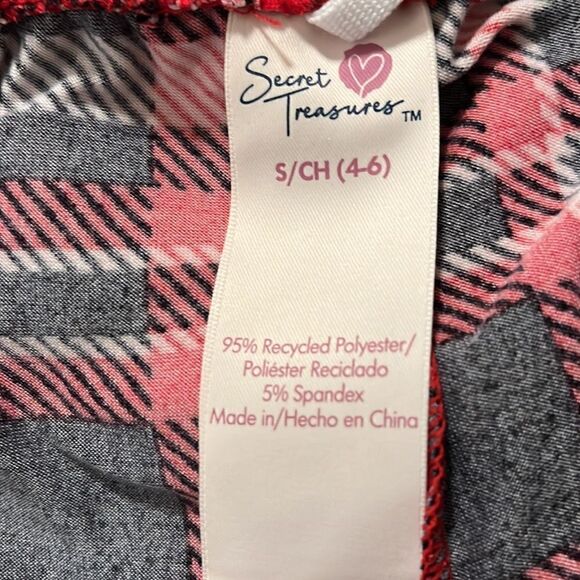 Secret
Treasures™
S/CH (4-6)
95% Recycled Polyester/
Poliéster Reciclado
5% Spandex
Made in/Hecho en China